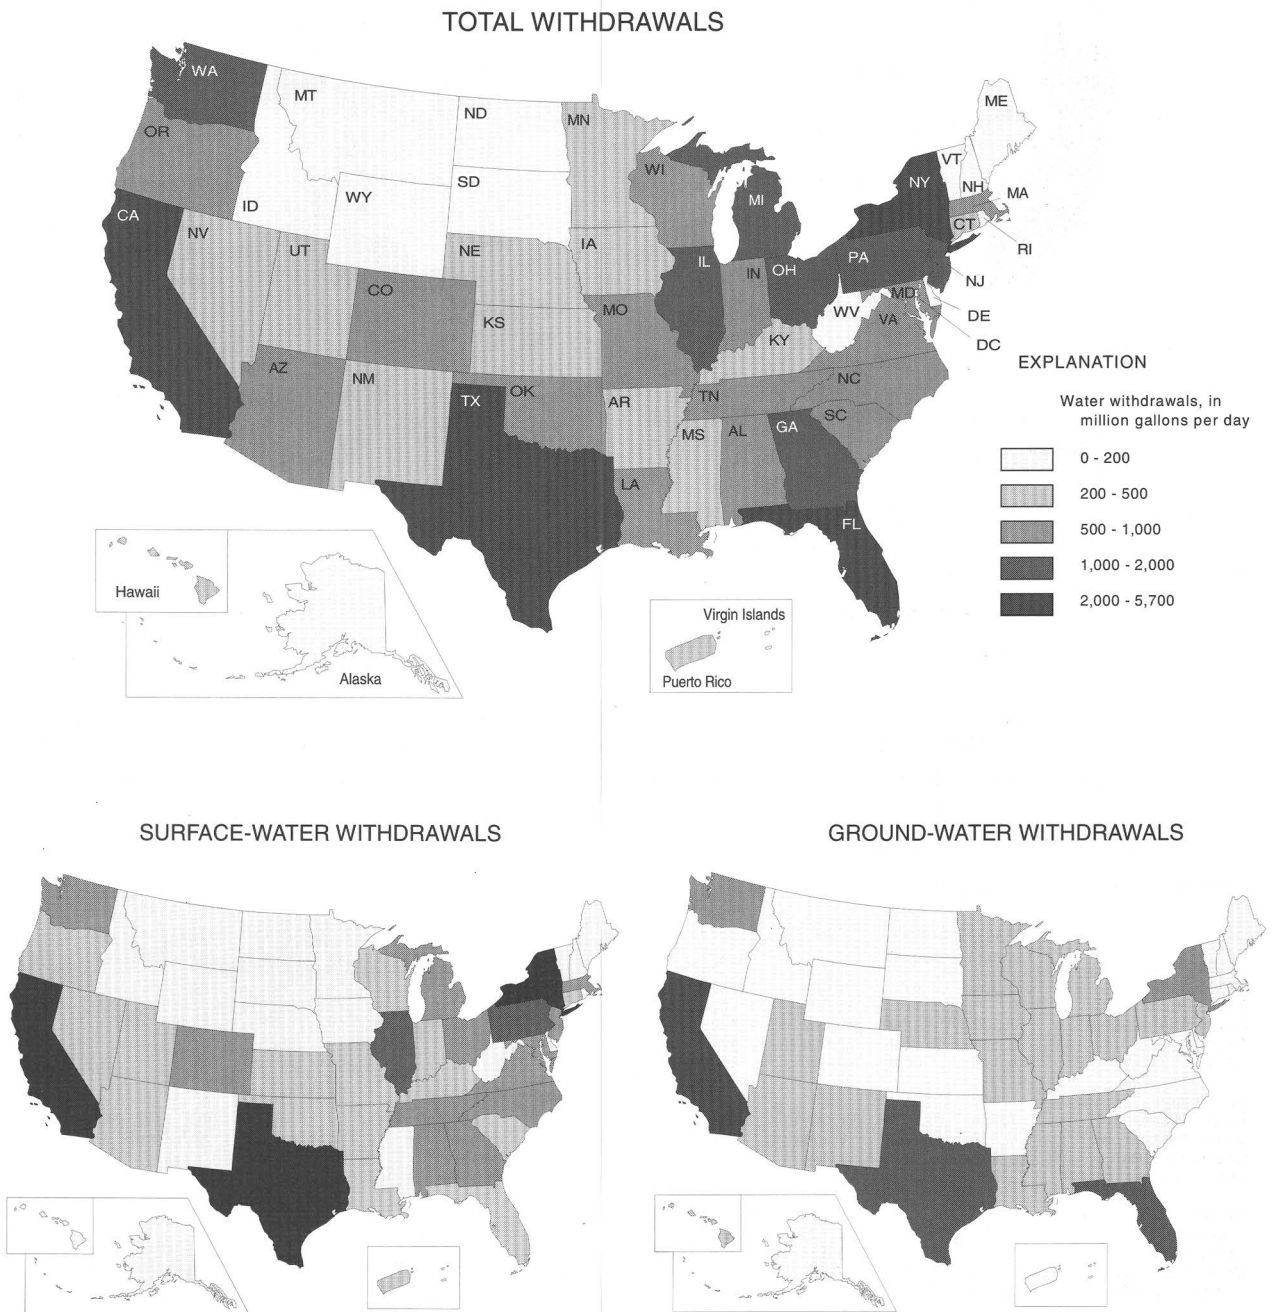 TOTAL WITHDRAWALS
WA
MT
ND
MN
ME
OR
VT
WI
SD
NY
NH
MA
ID
WY
MI
CA
CT
NV
UT
NE
IA
RI
IL
IN
OH
PA
NJ
CO
MO
MD
WV
VA
DE
KS
KY
DC
AZ
NM
OK
TX
AR
TN
NC
SC
MS
AL
GA
LA
FL
EXPLANATION
Water withdrawals, in
million gallons per day
0 - 200
200 - 500
500 - 1,000
1,000 - 2,000
2,000 - 5,700
Hawaii
Alaska
Virgin Islands
Puerto Rico
SURFACE-WATER WITHDRAWALS
GROUND-WATER WITHDRAWALS